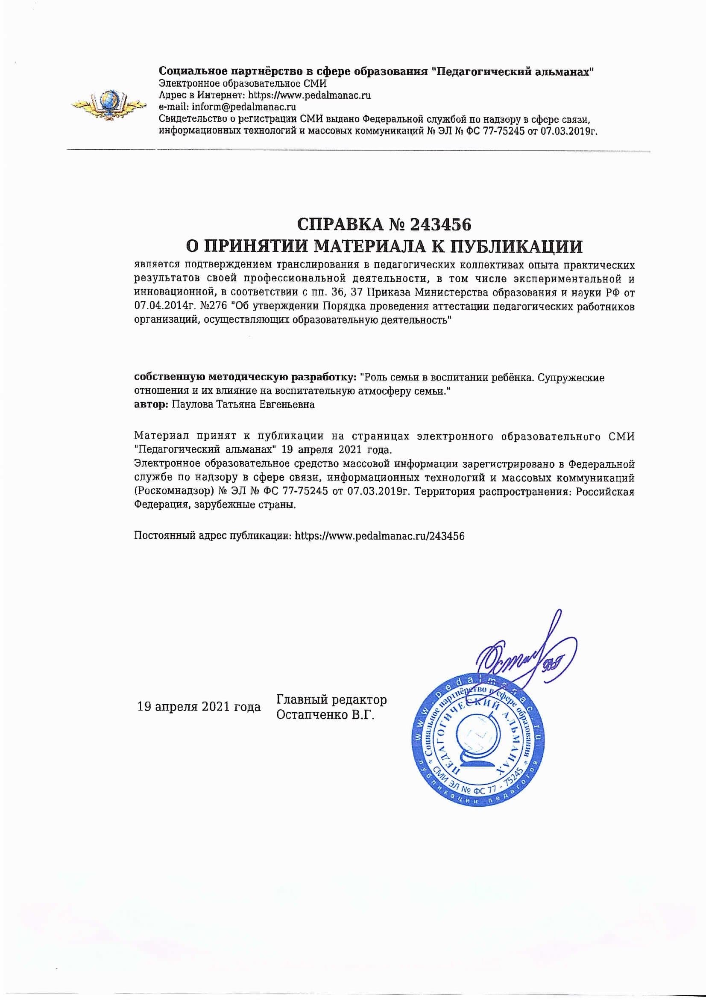 Социальное партнёрство в сфере образования "Педагогический альманах"
Электронное образовательное СМИ
Адрес в Интернет: https://www.pedalmanac.ru
e-mail: inform@pedalmanac.ru
Свидетельство о регистрации СМИ выдано Федеральной службой по надзору в сфере связи,
информационных технологий и массовых коммуникаций № ЭЛ № ФС 77-75245 от 07.03.2019г.
СПРАВКА № 243456
О ПРИНЯТИИ МАТЕРИАЛА К ПУБЛИКАЦИИ
является подтверждением транслирования в педагогических коллективах опыта практических
результатов своей профессиональной деятельности, в том числе экспериментальной и
инновационной, в соответствии с пп. 36, 37 Приказа Министерства образования и науки РФ от
07.04.2014г. №276 "Об утверждении Порядка проведения аттестации педагогических работников
организаций, осуществляющих образовательную деятельность"
собственную методическую разработку: "Роль семьи в воспитании ребёнка. Супружеские
отношения и их влияние на воспитательную атмосферу семьи."
автор: Паулова Татьяна Евгеньевна
Материал принят к публикации на страницах электронного образовательного СМИ
"Педагогический альманах" 19 апреля 2021 года.
Электронное образовательное средство массовой информации зарегистрировано в Федеральной
службе по надзору в сфере связи, информационных технологий и массовых коммуникаций
(Роскомнадзор) № ЭЛ № ФС 77-75245 от 07.03.2019г. Территория распространения: Российская
Федерация, зарубежные страны.
Постоянный адрес публикации: https://www.pedalmanac.ru/243456
19 апреля 2021 года
Главный редактор
Остапченко В.Г.
www.pedalmanac.ru
публикации педагогов
* Социальное партнёрство в сфере образования *
СМИ ЭЛ № ФС 77 - 75245
ПЕДАГОГИЧЕСКИЙ АЛЬМАНАХ